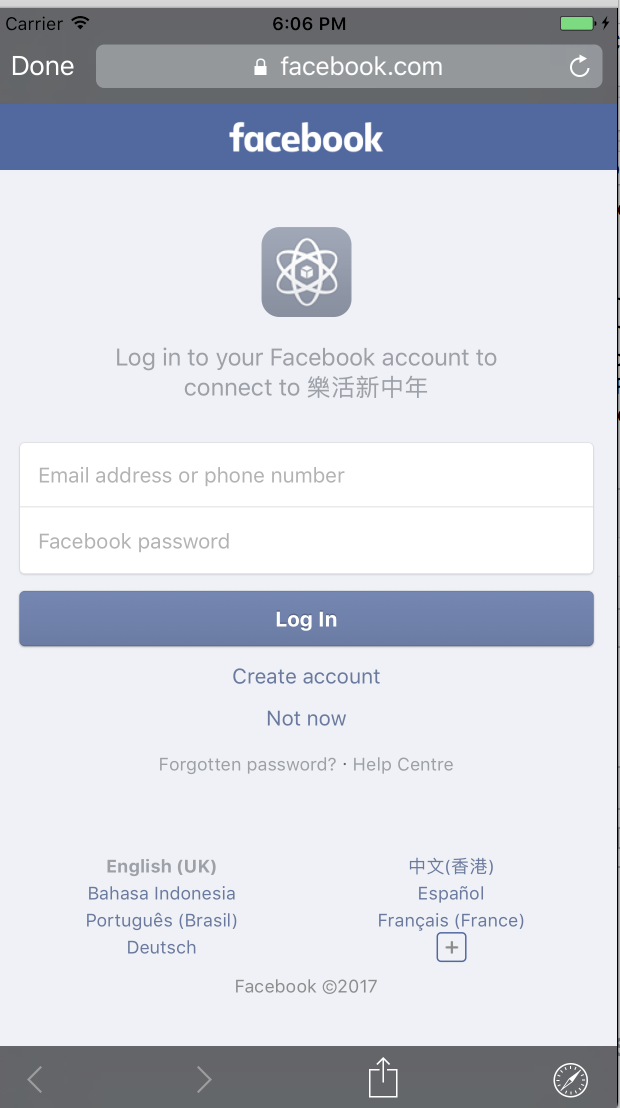 Carrier 6:06 PM
Done facebook.com
facebook
Log in to your Facebook account to
connect to 樂活新中年
Email address or phone number
Facebook password
Log In
Create account
Not now
Forgotten password? · Help Centre
English (UK) 中文(香港)
Bahasa Indonesia Español
Português (Brasil) Français (France)
Deutsch +
Facebook ©2017